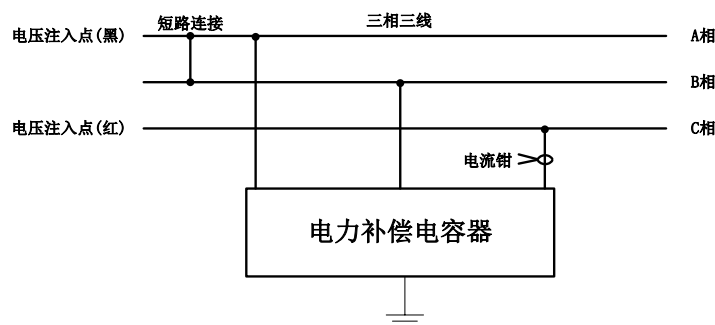 短路连接
三相三线
电压注入点(黑)
A相
B相
电压注入点(红)
C相
电流钳
电力补偿电容器